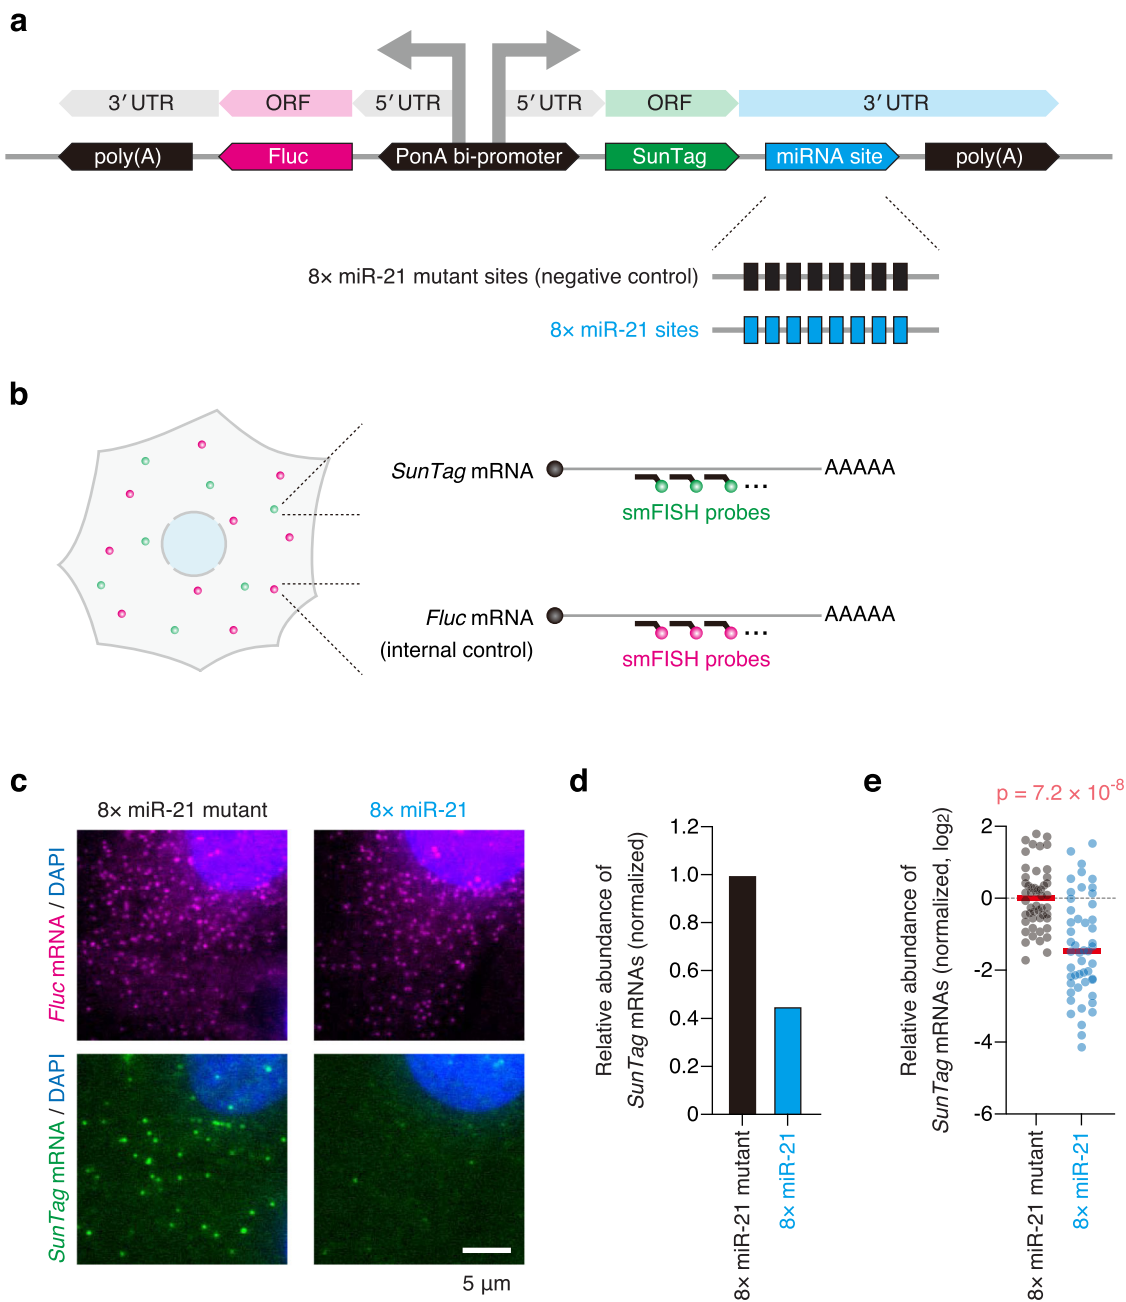 a
3′ UTR ORF 5′ UTR 5′ UTR ORF 3′ UTR
poly(A) Fluc PonA bi-promoter SunTag miRNA site poly(A)
8× miR-21 mutant sites (negative control)
8× miR-21 sites
b
SunTag mRNA AAAAA
smFISH probes
Fluc mRNA AAAAA
(internal control)
smFISH probes
c
8× miR-21 mutant 8× miR-21
Fluc mRNA / DAPI
SunTag mRNA / DAPI
5 μm
d
Relative abundance of
SunTag mRNAs (normalized)
1.2
1.0
0.8
0.6
0.4
0.2
0
8× miR-21 mutant
8× miR-21
e
p = 7.2 × 10-8
Relative abundance of
SunTag mRNAs (normalized, log2)
2
0
-2
-4
-6
8× miR-21 mutant
8× miR-21